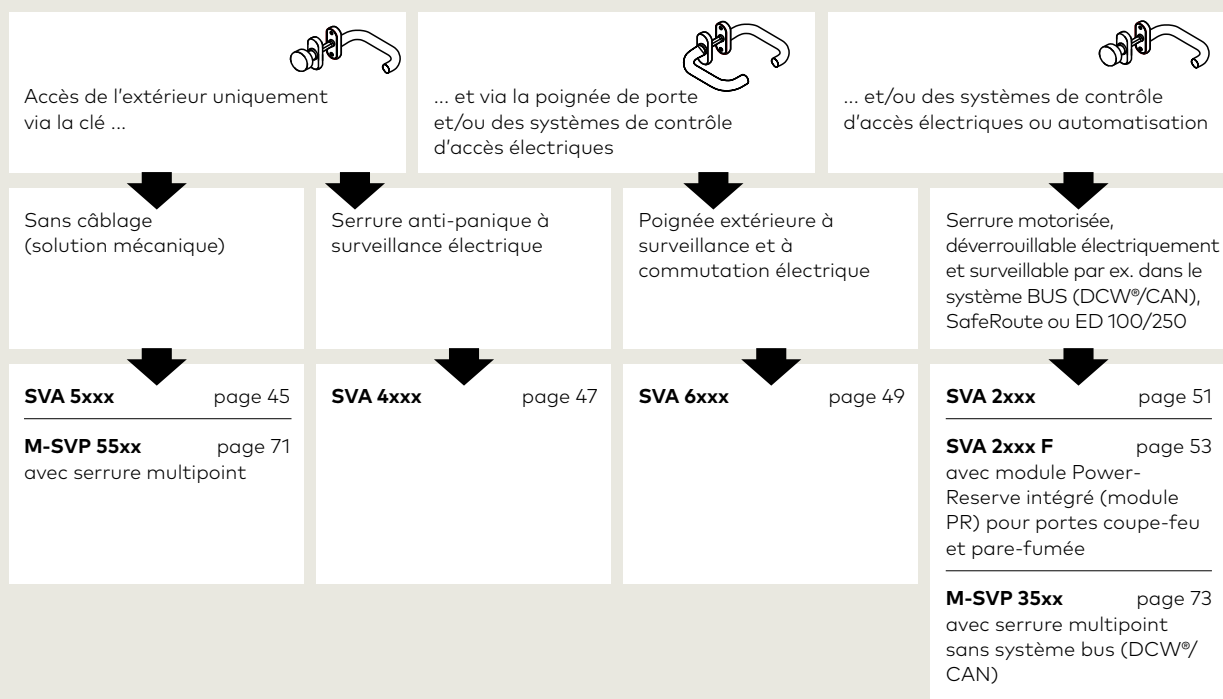 Accès de l'extérieur uniquement
via la clé ...
... et via la poignée de porte
et/ou des systèmes de contrôle
d'accès électriques
... et/ou des systèmes de contrôle
d'accès électriques ou automatisation
Sans câblage
(solution mécanique)
Serrure anti-panique à
surveillance électrique
Poignée extérieure à
surveillance et à
commutation électrique
Serrure motorisée,
déverrouillable électriquement
et surveillable par ex. dans le
système BUS (DCW®/CAN),
SafeRoute ou ED 100/250
SVA 5xxx page 45
M-SVP 55xx page 71
avec serrure multipoint
SVA 4xxx page 47
SVA 6xxx page 49
SVA 2xxx page 51
SVA 2xxx F page 53
avec module Power-
Reserve intégré (module
PR) pour portes coupe-feu
et pare-fumée
M-SVP 35xx page 73
avec serrure multipoint
sans système bus (DCW®/
CAN)